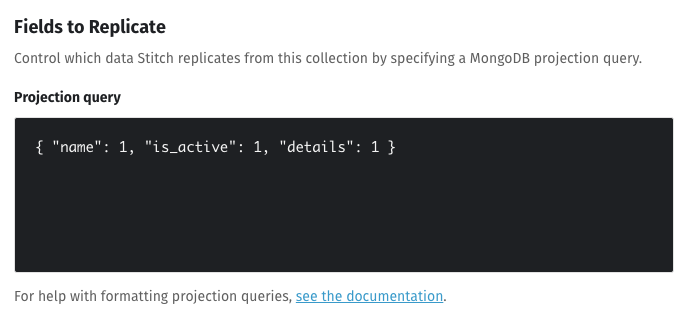 Fields to Replicate
Control which data Stitch replicates from this collection by specifying a MongoDB projection query.
Projection query
{ "name": 1, "is_active": 1, "details": 1 }
For help with formatting projection queries, see the documentation.